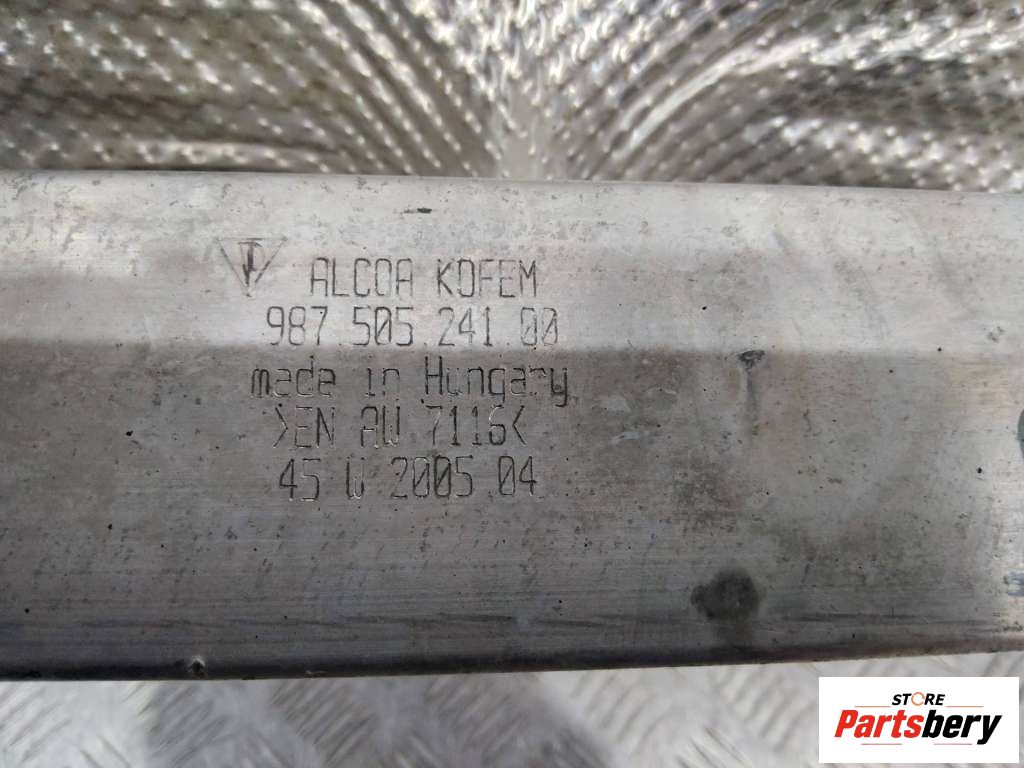 ALCOA KOFEM
987.505.241.00
made in Hungary
>EN AW 7116<
45 W 2005.04
STORE
Partsbery